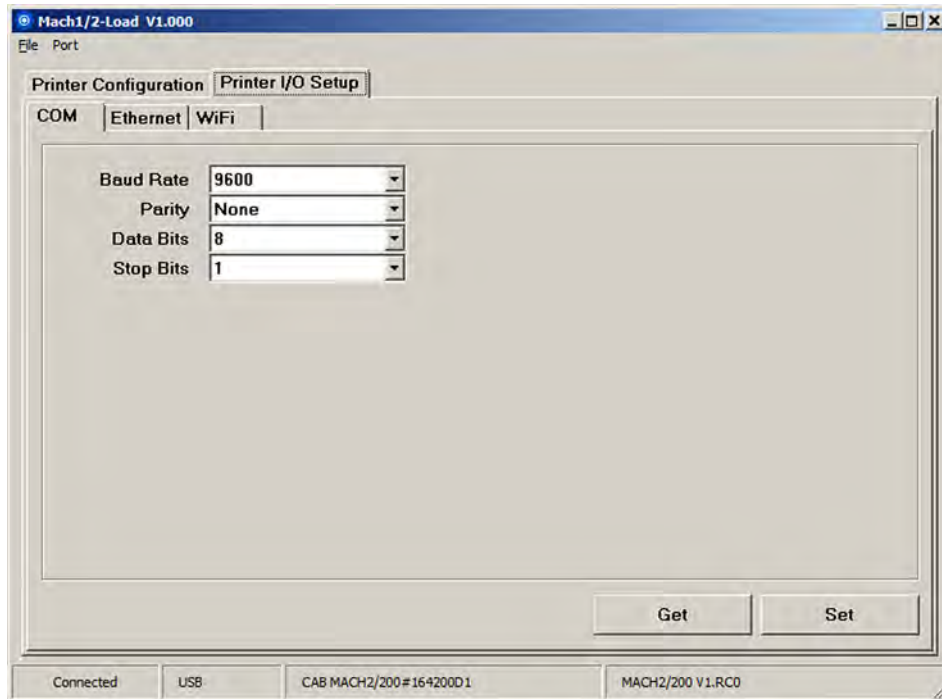 Mach1/2-Load V1.000
File Port
Printer Configuration Printer I/O Setup
COM Ethernet WiFi
Baud Rate 9600
Parity None
Data Bits 8
Stop Bits 1
Get Set
Connected USB CAB MACH2/200#164200D1 MACH2/200 V1.RC0